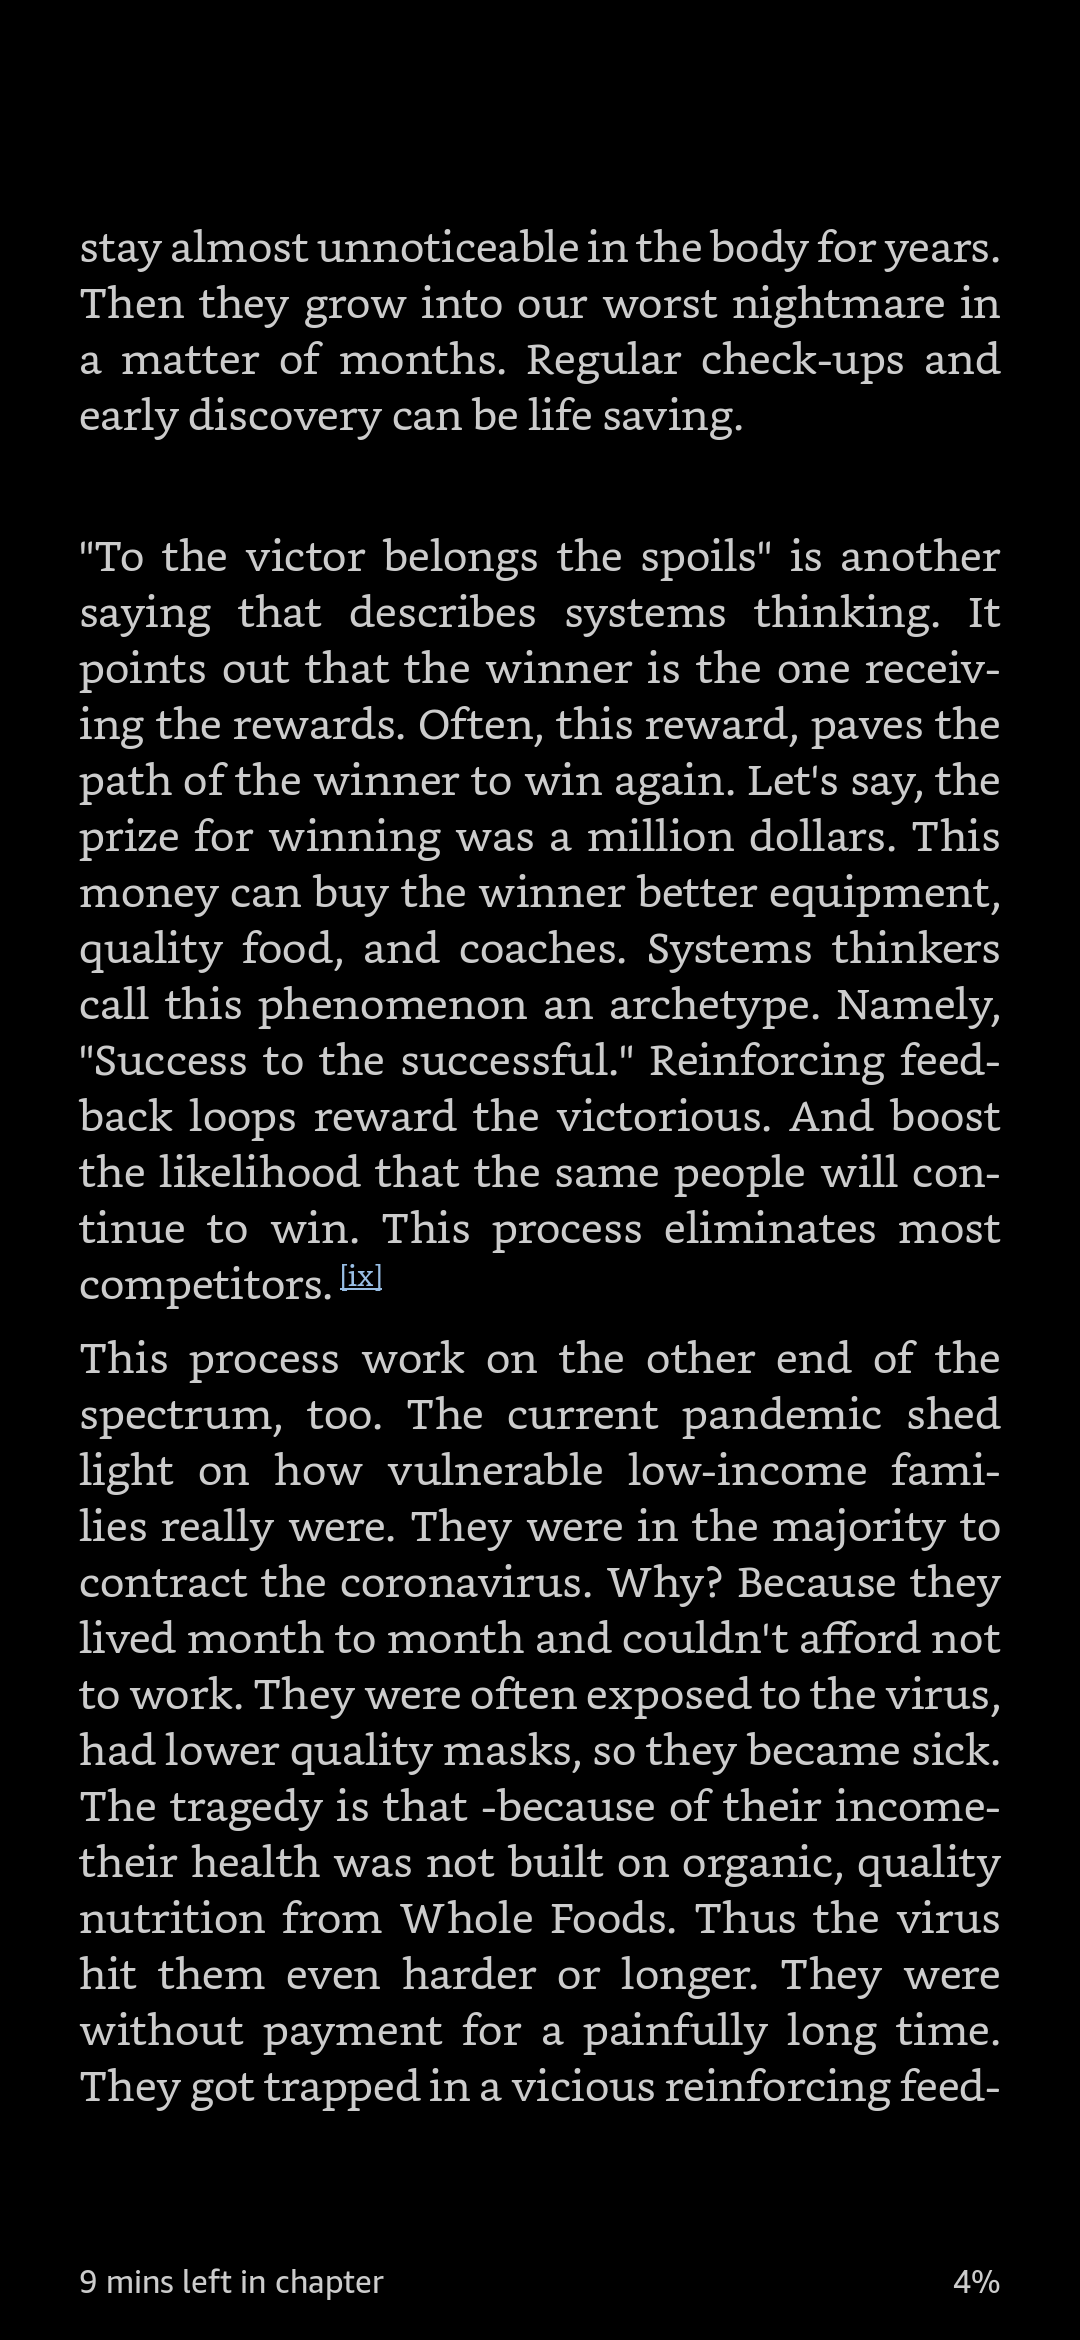 stay almost unnoticeable in the body for years.
Then they grow into our worst nightmare in
a matter of months. Regular check-ups and
early discovery can be life saving.
"To the victor belongs the spoils" is another
saying that describes systems thinking. It
points out that the winner is the one receiv-
ing the rewards. Often, this reward, paves the
path of the winner to win again. Let's say, the
prize for winning was a million dollars. This
money can buy the winner better equipment,
quality food, and coaches. Systems thinkers
call this phenomenon an archetype. Namely,
"Success to the successful." Reinforcing feed-
back loops reward the victorious. And boost
the likelihood that the same people will con-
tinue to win. This process eliminates most
competitors. [ix]
This process work on the other end of the
spectrum, too. The current pandemic shed
light on how vulnerable low-income fami-
lies really were. They were in the majority to
contract the coronavirus. Why? Because they
lived month to month and couldn't afford not
to work. They were often exposed to the virus,
had lower quality masks, so they became sick.
The tragedy is that -because of their income-
their health was not built on organic, quality
nutrition from Whole Foods. Thus the virus
hit them even harder or longer. They were
without payment for a painfully long time.
They got trapped in a vicious reinforcing feed-
9 mins left in chapter 4%